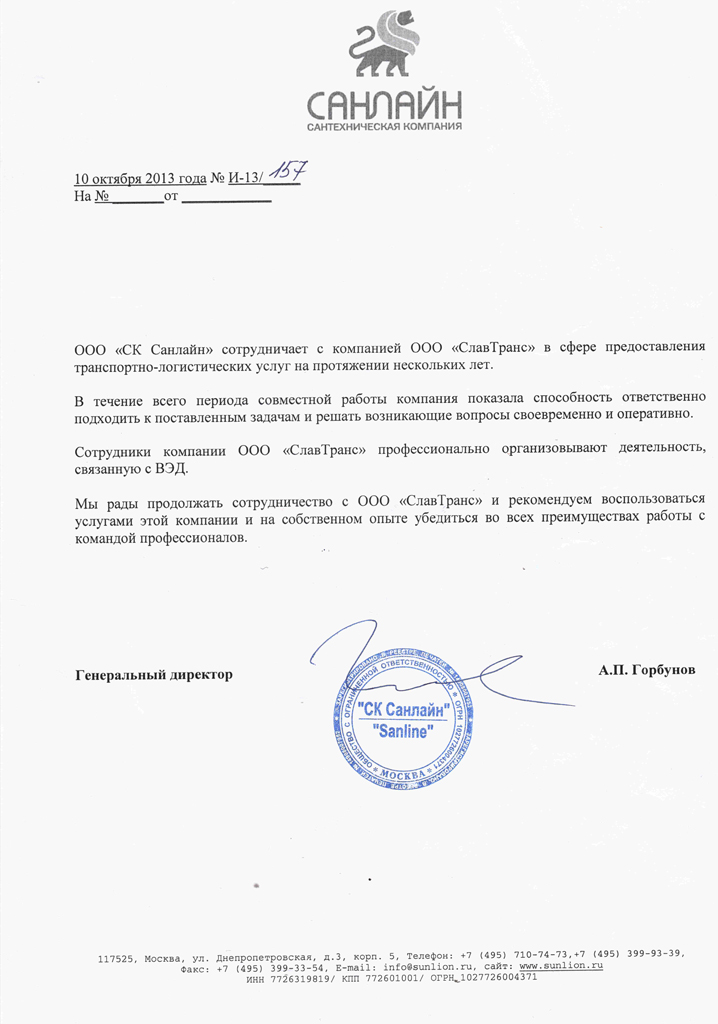 САНЛАЙН
САНТЕХНИЧЕСКАЯ КОМПАНИЯ
10 октября 2013 года № И-13/ 157
На № _______ от ____________
ООО «СК Санлайн» сотрудничает с компанией ООО «СлавТранс» в сфере предоставления
транспортно-логистических услуг на протяжении нескольких лет.
В течение всего периода совместной работы компания показала способность ответственно
подходить к поставленным задачам и решать возникающие вопросы своевременно и оперативно.
Сотрудники компании ООО «СлавТранс» профессионально организовывают деятельность,
связанную с ВЭД.
Мы рады продолжать сотрудничество с ООО «СлавТранс» и рекомендуем воспользоваться
услугами этой компании и на собственном опыте убедиться во всех преимуществах работы с
командой профессионалов.
Генеральный директор
А.П. Горбунов
ОБЩЕСТВО С ОГРАНИЧЕННОЙ ОТВЕТСТВЕННОСТЬЮ * ОГРН 1027726004371
"СК Санлайн"
"Sanline"
* МОСКВА *
117525, Москва, ул. Днепропетровская, д.3, корп. 5, Телефон: +7 (495) 710-74-73,+7 (495) 399-93-39,
Факс: +7 (495) 399-33-54, E-mail: info@sunlion.ru, сайт: www.sunlion.ru
ИНН 7726319819/ КПП 772601001/ ОГРН 1027726004371